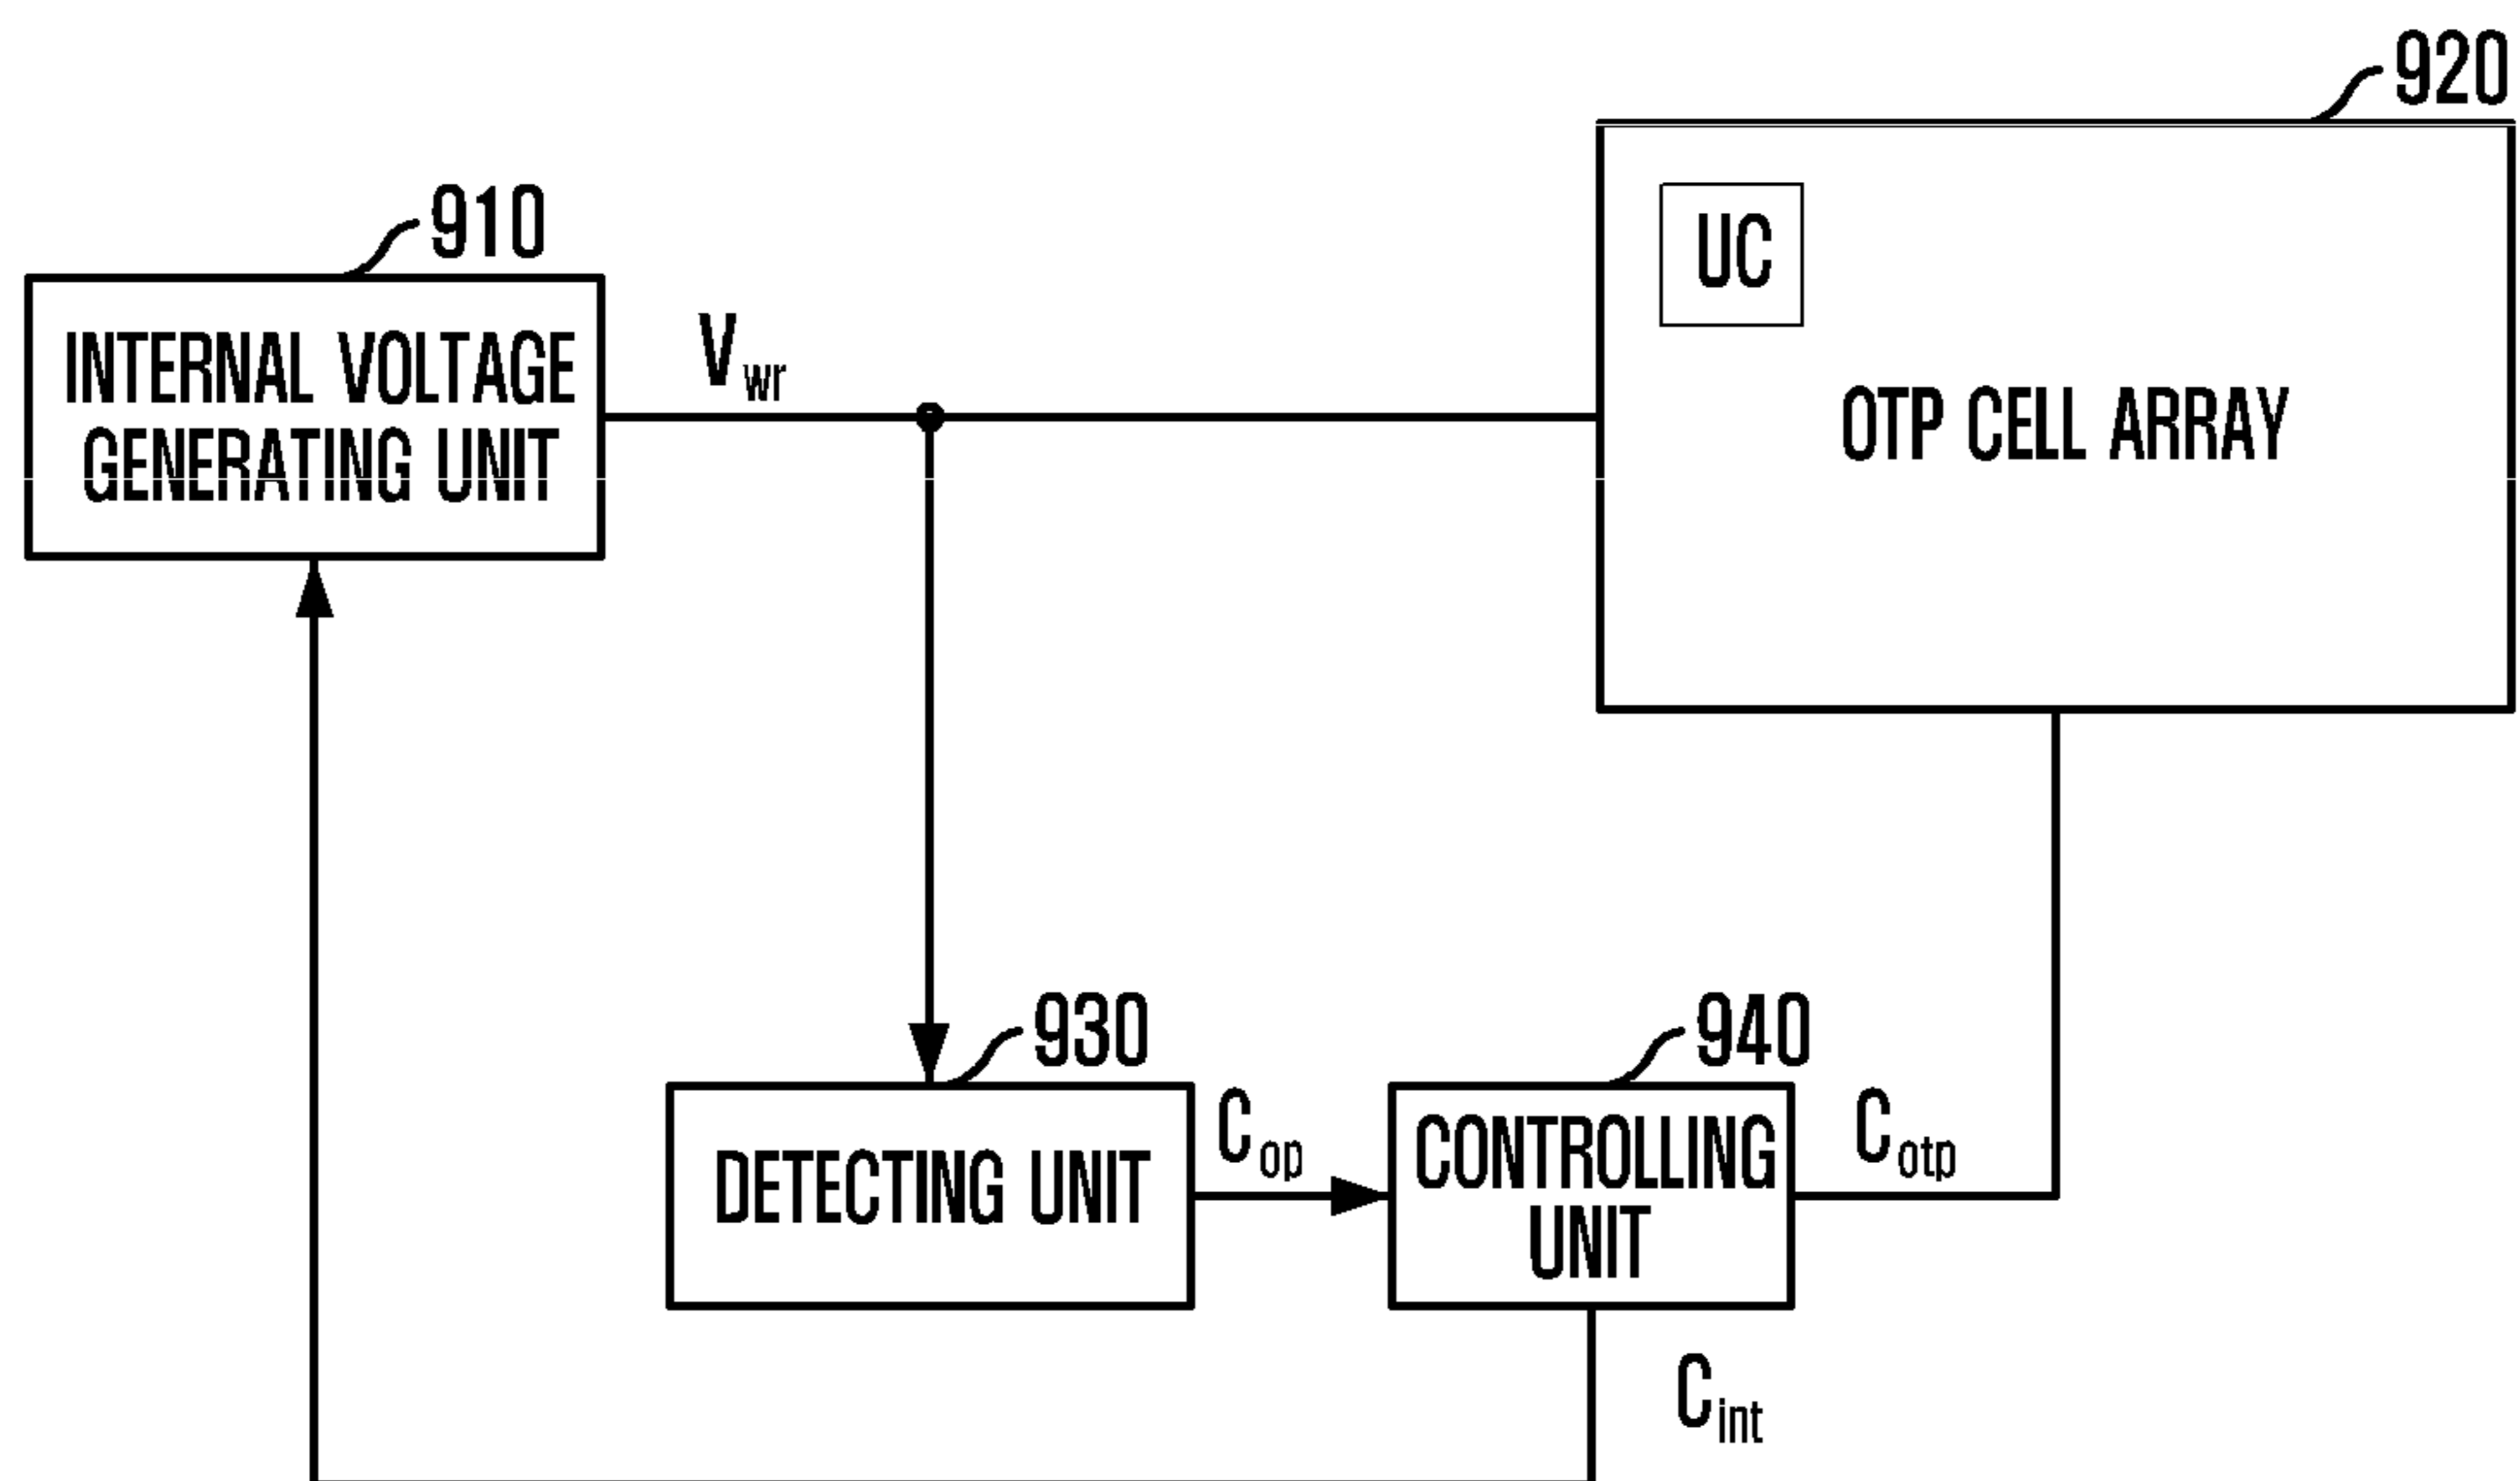 920
910
UC
INTERNAL VOLTAGE
GENERATING UNIT
Vwr
OTP CELL ARRAY
930
940
DETECTING UNIT
Cop
CONTROLLING
UNIT
Cotp
Cint